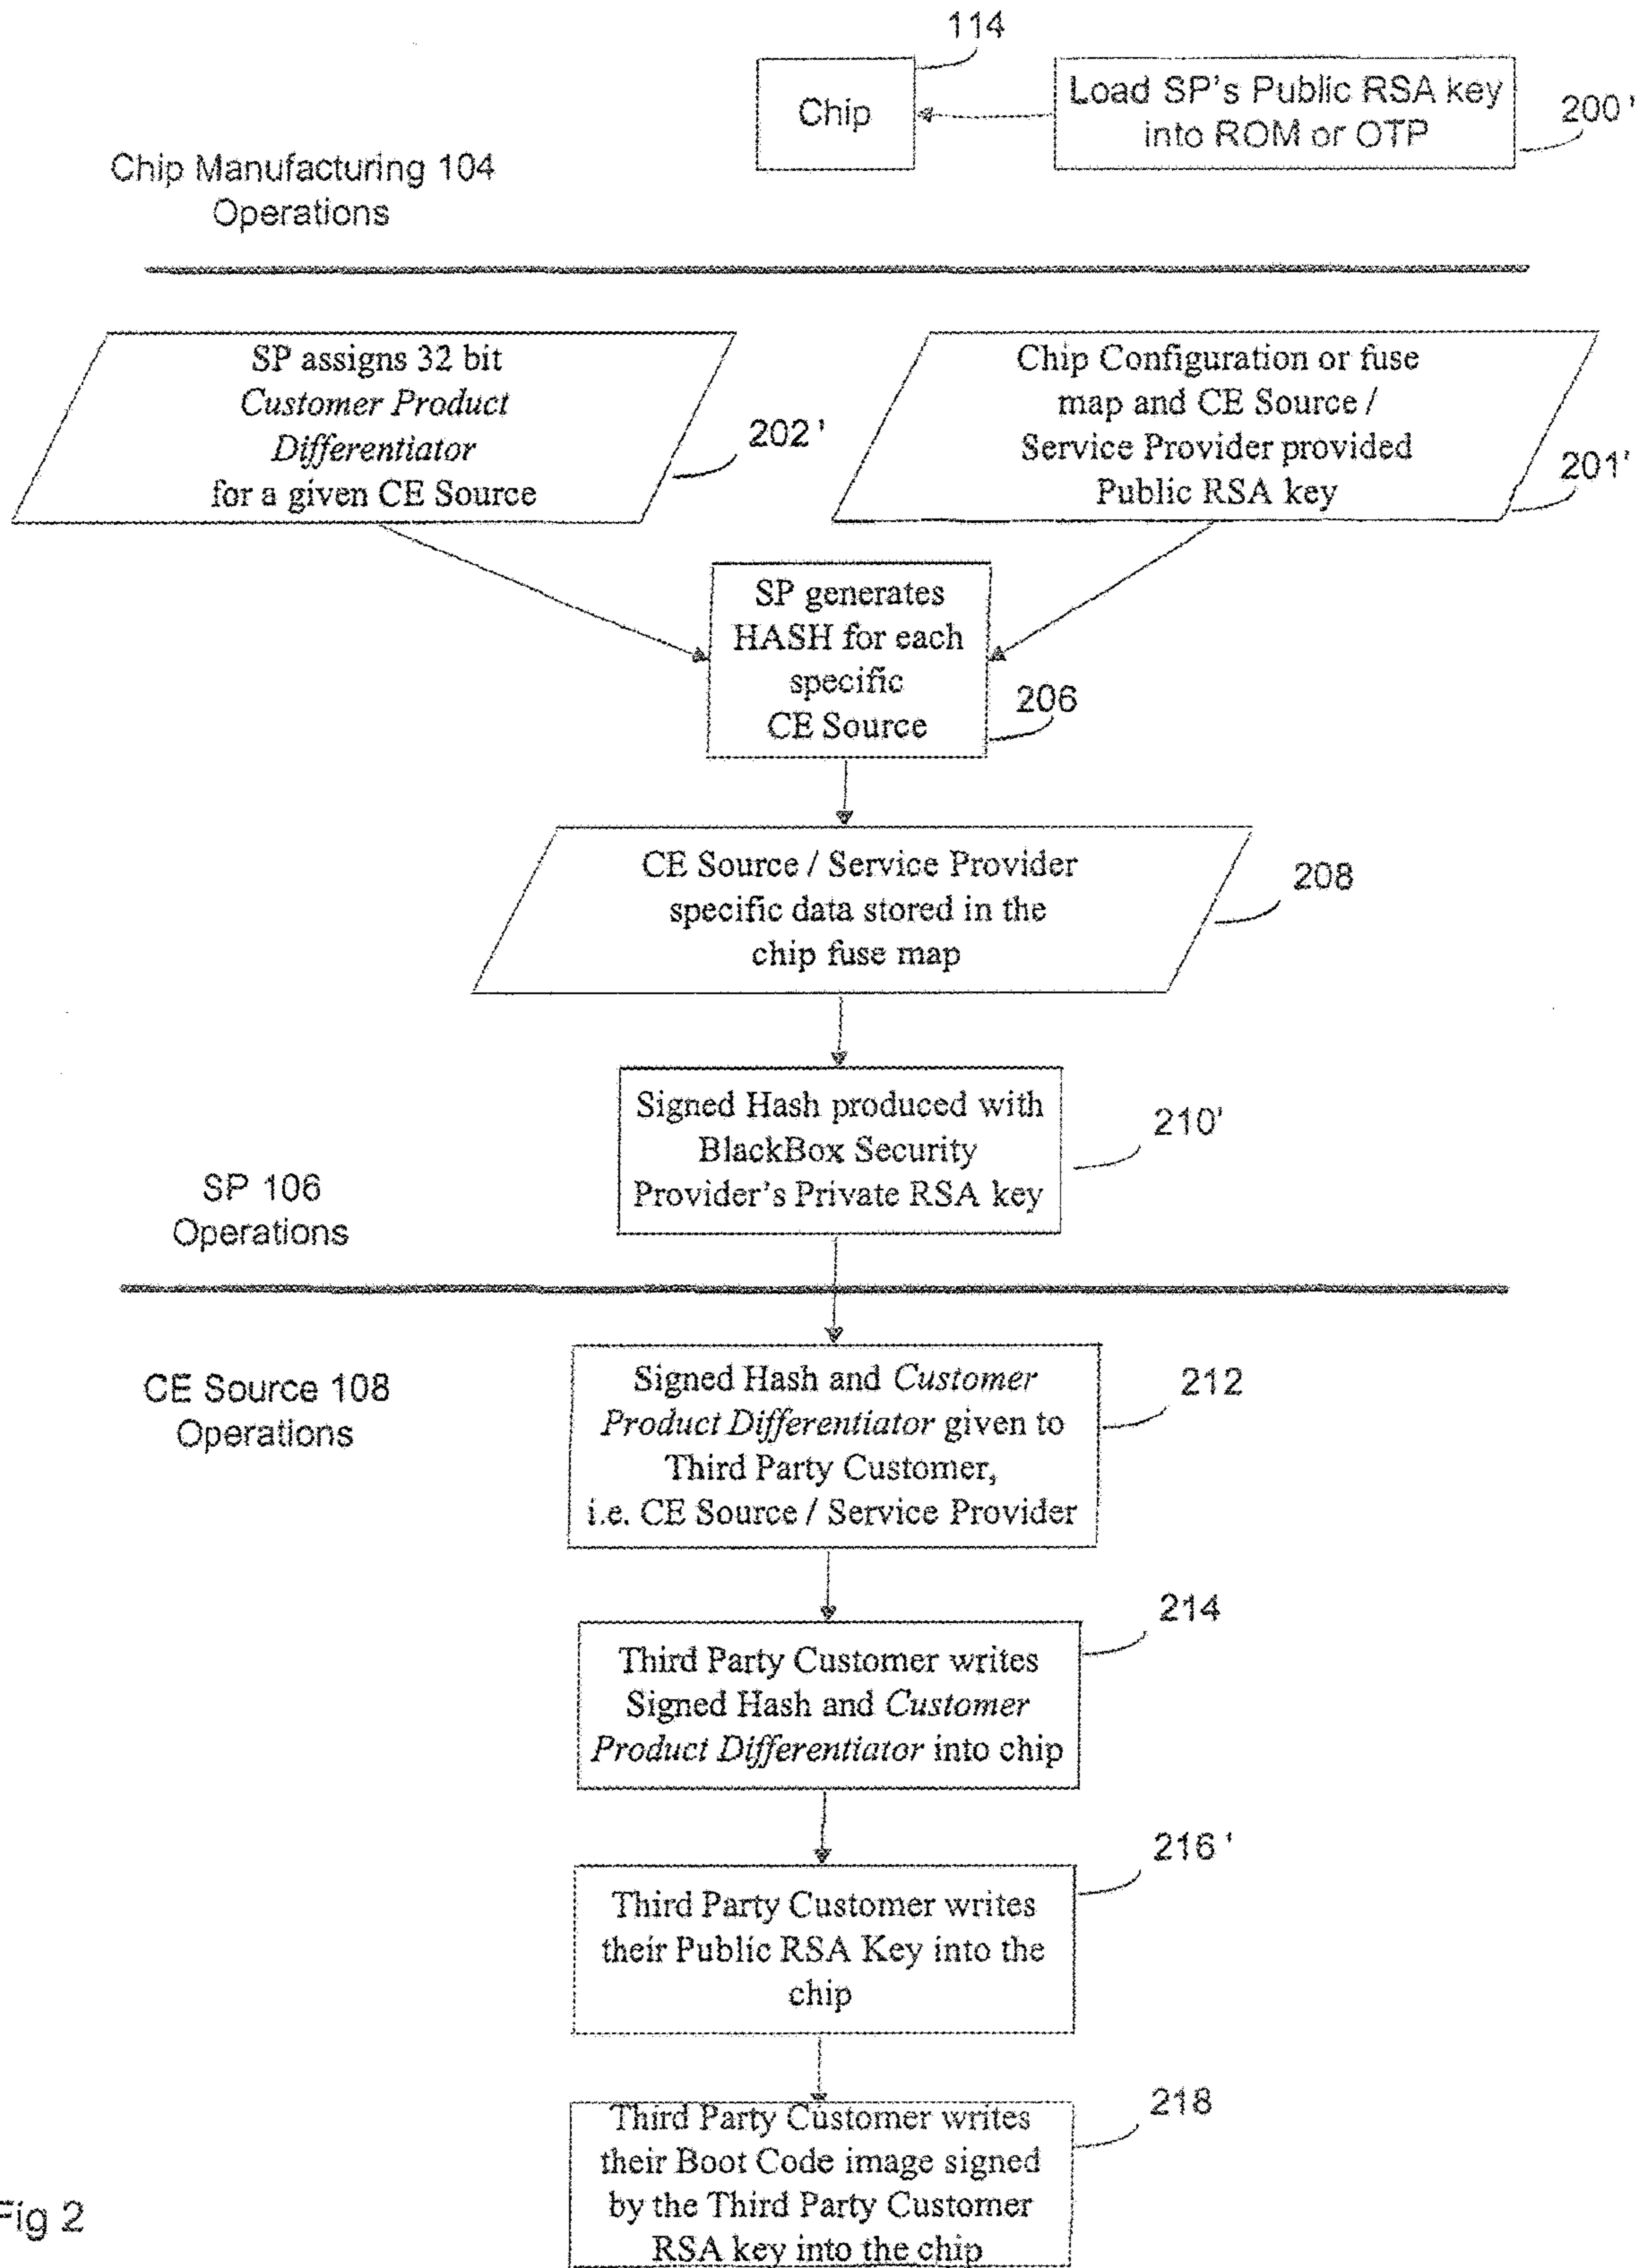 114
Chip
Load SP's Public RSA key
into ROM or OTP
200'
Chip Manufacturing 104
Operations
SP assigns 32 bit
Customer Product
Differentiator
for a given CE Source
202'
Chip Configuration or fuse
map and CE Source /
Service Provider provided
Public RSA key
201'
SP generates
HASH for each
specific
CE Source
206
CE Source / Service Provider
specific data stored in the
chip fuse map
208
Signed Hash produced with
BlackBox Security
Provider's Private RSA key
210'
SP 106
Operations
CE Source 108
Operations
Signed Hash and Customer
Product Differentiator given to
Third Party Customer,
i.e. CE Source / Service Provider
212
Third Party Customer writes
Signed Hash and Customer
Product Differentiator into chip
214
Third Party Customer writes
their Public RSA Key into the
chip
216'
Third Party Customer writes
their Boot Code image signed
by the Third Party Customer
RSA key into the chip
218
Fig 2